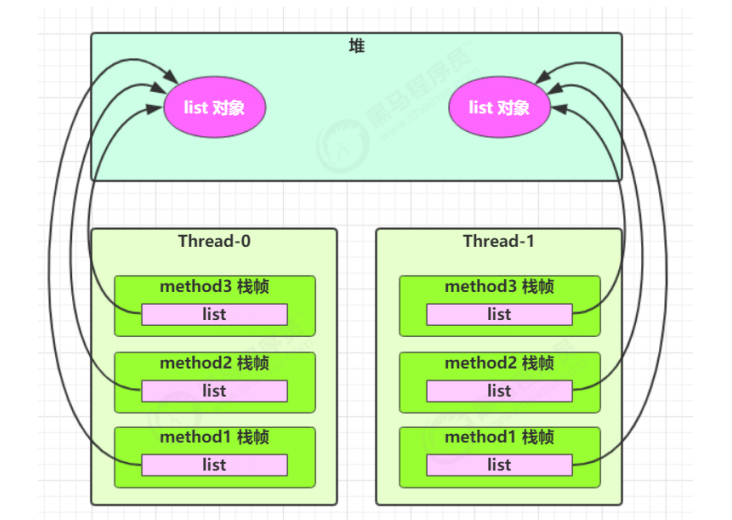 堆
list 对象
list 对象
黑马程序员
Thread-0
method3 栈帧
list
method2 栈帧
list
method1 栈帧
list
Thread-1
method3 栈帧
list
method2 栈帧
list
method1 栈帧
list